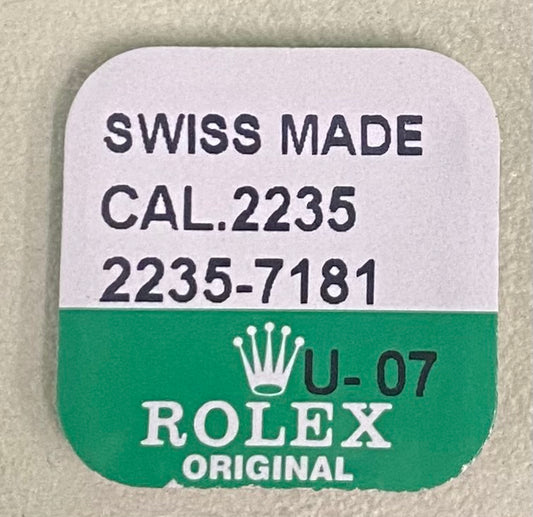 SWISS MADE
CAL.2235
2235-7181
U- 07
ROLEX
ORIGINAL